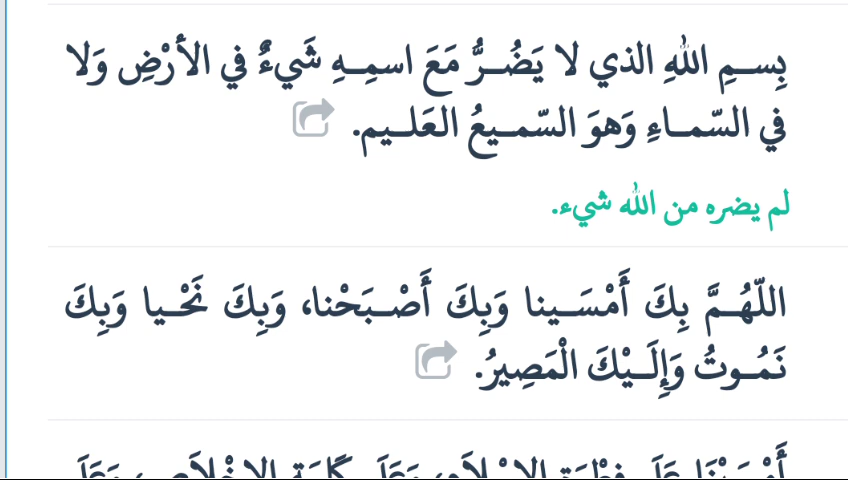 بِسـمِ اللهِ الذي لا يَضُـرُّ مَعَ اسمِـهِ شَيءٌ في الأرْضِ وَلا
في السّمـاءِ وَهوَ السّمـيعُ العَلـيم.
لم يضره من الله شيء.
اللّهُـمَّ بِكَ أَمْسَـينا وَبِكَ أَصْـبَحْنا، وَبِكَ نَحْـيا وَبِكَ
نَمُـوتُ وَإِلَـيْكَ الْمَصِيرُ.